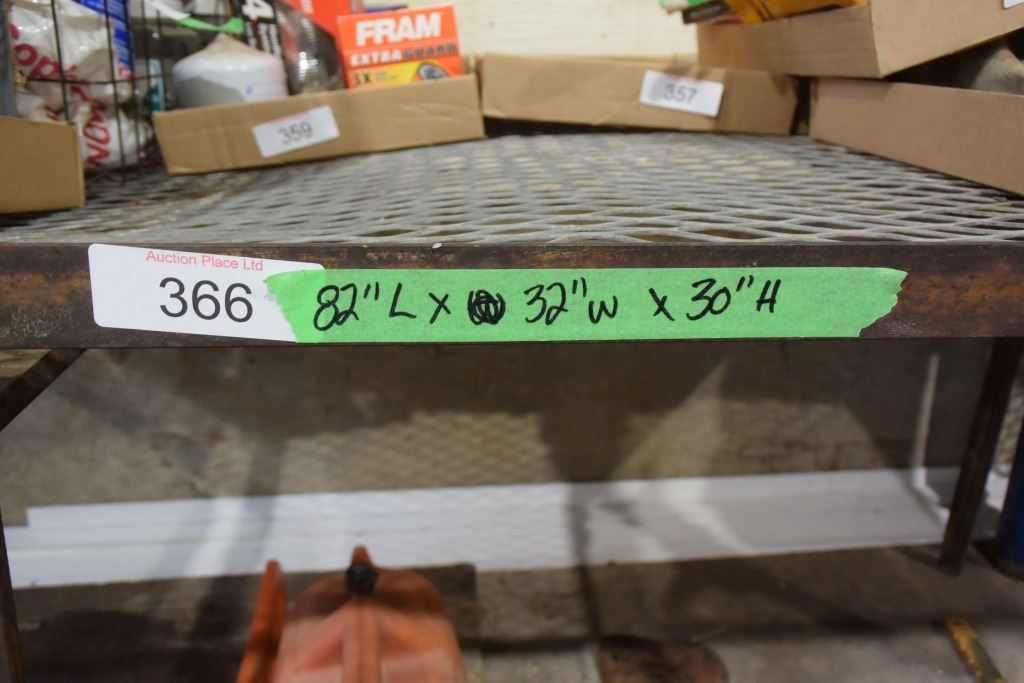 FRAM
EXTRA GUARD
359
357
Auction Place Ltd
366
82" L x 32" W x 30" H